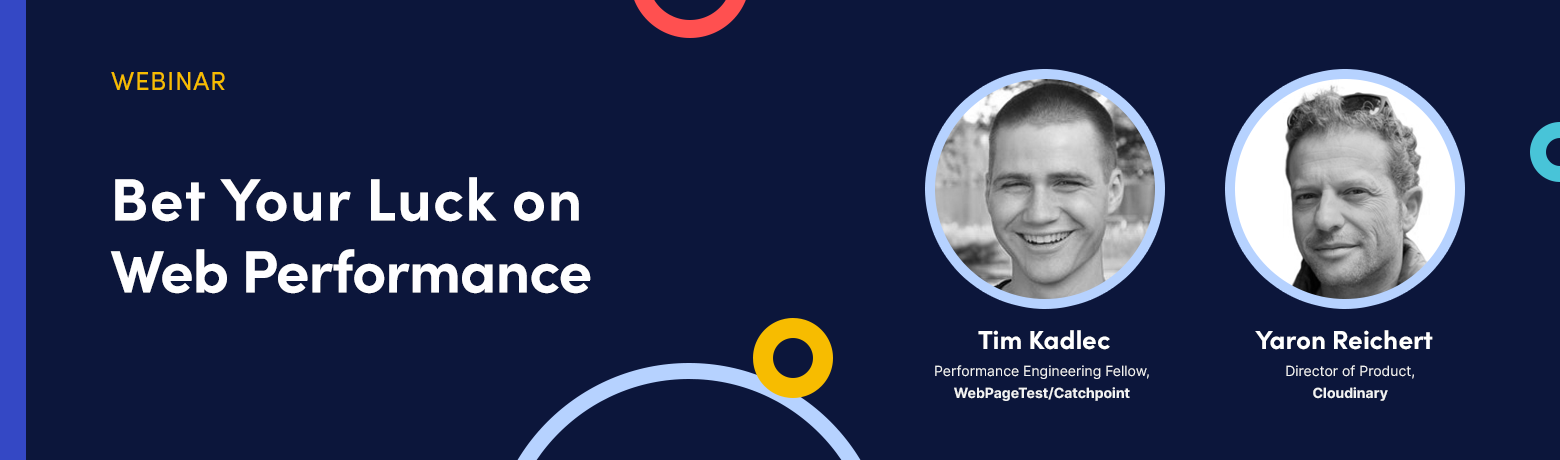 WEBINAR
Bet Your Luck on
Web Performance
Tim Kadlec
Performance Engineering Fellow,
WebPageTest/Catchpoint
Yaron Reichert
Director of Product,
Cloudinary